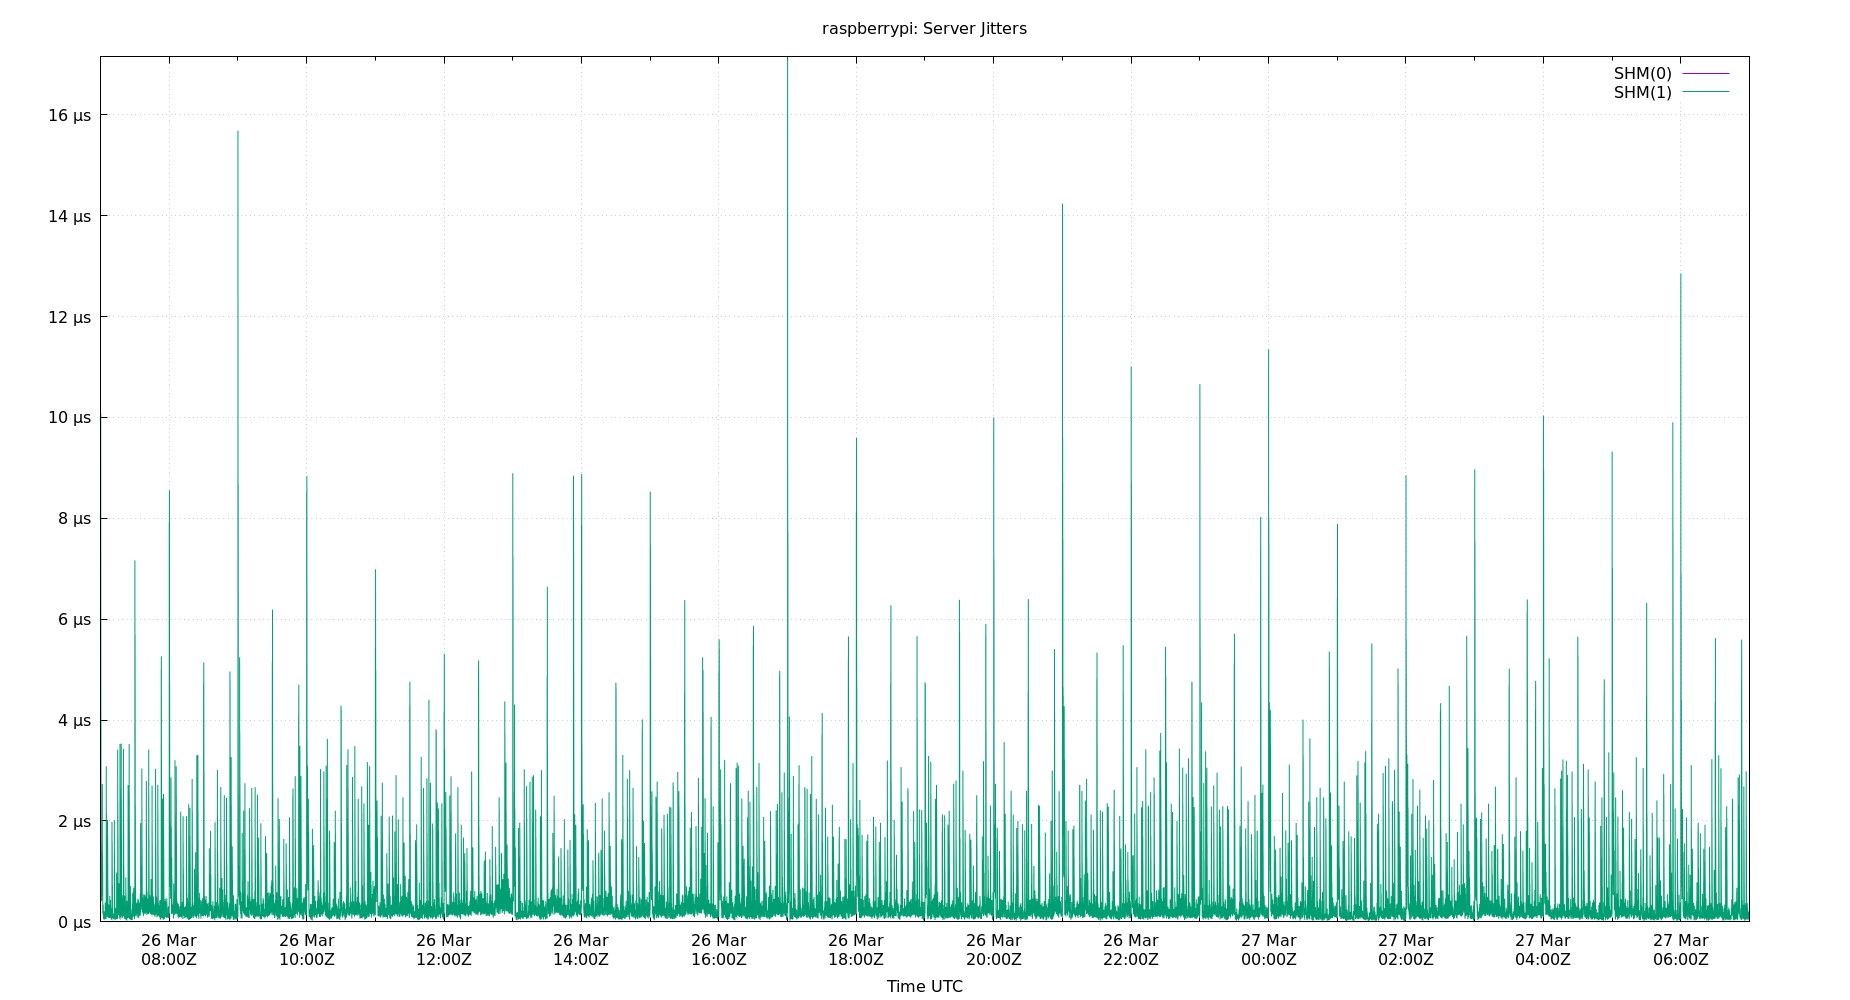 raspberrypi: Server Jitters
SHM(0)
SHM(1)
16 µs
14 µs
12 µs
10 µs
8 µs
6 µs
4 µs
2 µs
0 µs
26 Mar 26 Mar 26 Mar 26 Mar 26 Mar 26 Mar 26 Mar 26 Mar 27 Mar 27 Mar 27 Mar 27 Mar
08:00Z 10:00Z 12:00Z 14:00Z 16:00Z 18:00Z 20:00Z 22:00Z 00:00Z 02:00Z 04:00Z 06:00Z
Time UTC